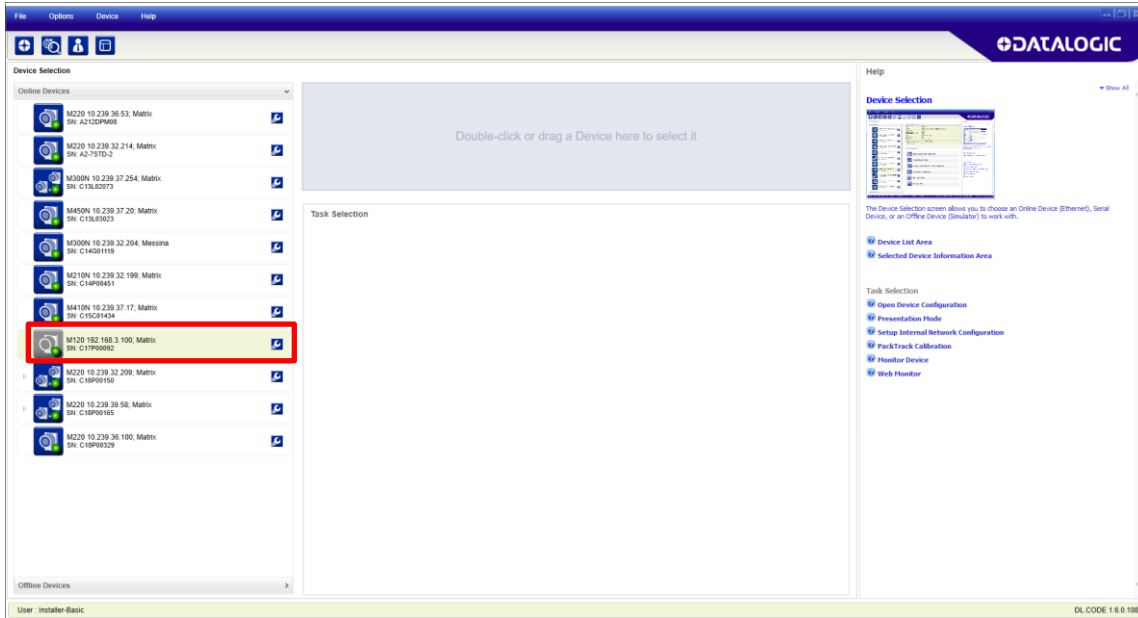 File Options Device Help
DATALOGIC
Device Selection
Online Devices
M220 10.239.36.53; Matrix
SN: A212DPM08
M220 10.239.32.214; Matrix
SN: A2-7STD-2
M300N 10.239.37.254; Matrix
SN: C13L02073
M450N 10.239.37.20; Matrix
SN: C13L03023
M300N 10.239.32.204; Messina
SN: C14G01119
M210N 10.239.32.199; Matrix
SN: C14P00451
M410N 10.239.37.17; Matrix
SN: C15C01434
M120 192.168.3.100; Matrix
SN: C17P00092
M220 10.239.32.209; Matrix
SN: C18P00150
M220 10.239.39.58; Matrix
SN: C18P00165
M220 10.239.36.100; Matrix
SN: C18P00329
Offline Devices
Double-click or drag a Device here to select it
Task Selection
Help
Show All
Device Selection
The Device Selection screen allows you to choose an Online Device (Ethernet), Serial
Device, or an Offline Device (Simulator) to work with.
Device List Area
Selected Device Information Area
Task Selection
Open Device Configuration
Presentation Mode
Setup Internal Network Configuration
PackTrack Calibration
Monitor Device
Web Monitor
User : Installer-Basic
DL.CODE 1.6.0.108